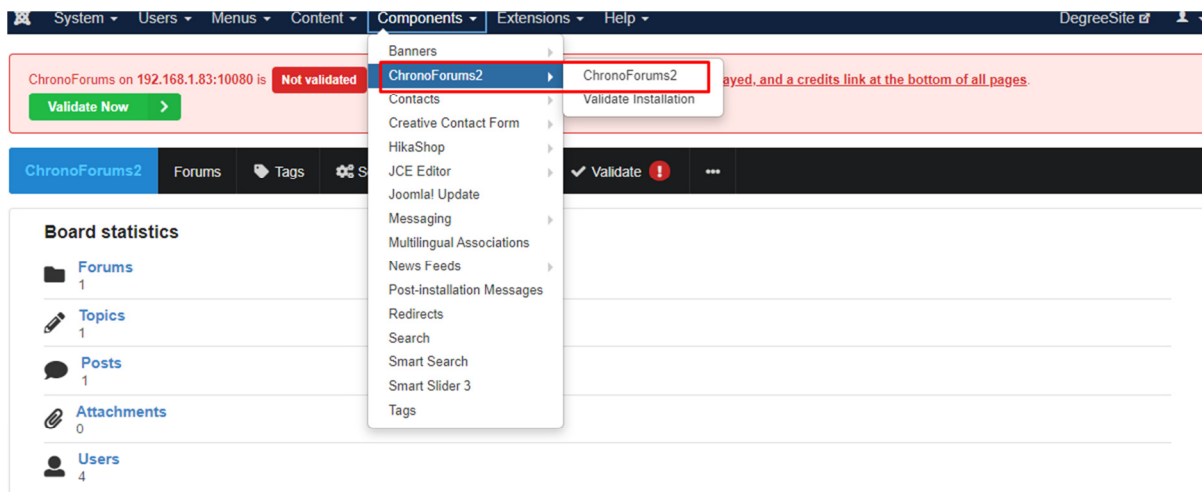 System Users Menus Content Components Extensions Help DegreeSite
Banners
ChronoForums on 192.168.1.83:10080 is Not validated ayed, and a credits link at the bottom of all pages.
ChronoForums2 ChronoForums2
Validate Now
Contacts Validate Installation
Creative Contact Form
HikaShop
ChronoForums2 Forums Tags S Validate
JCE Editor
Joomla! Update
Messaging
Board statistics
Multilingual Associations
Forums
1
News Feeds
Post-installation Messages
Topics
1
Redirects
Search
Posts
1
Smart Search
Smart Slider 3
Attachments
0
Tags
Users
4